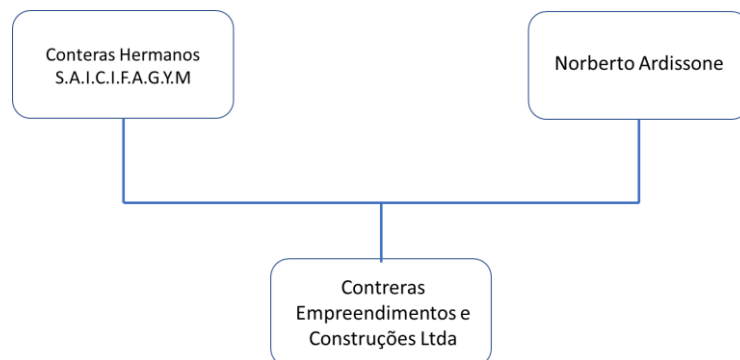 Conteras Hermanos
S.A.I.C.I.F.A.G.Y.M
Norberto Ardissone
Contreras
Empreendimentos e
Construções Ltda